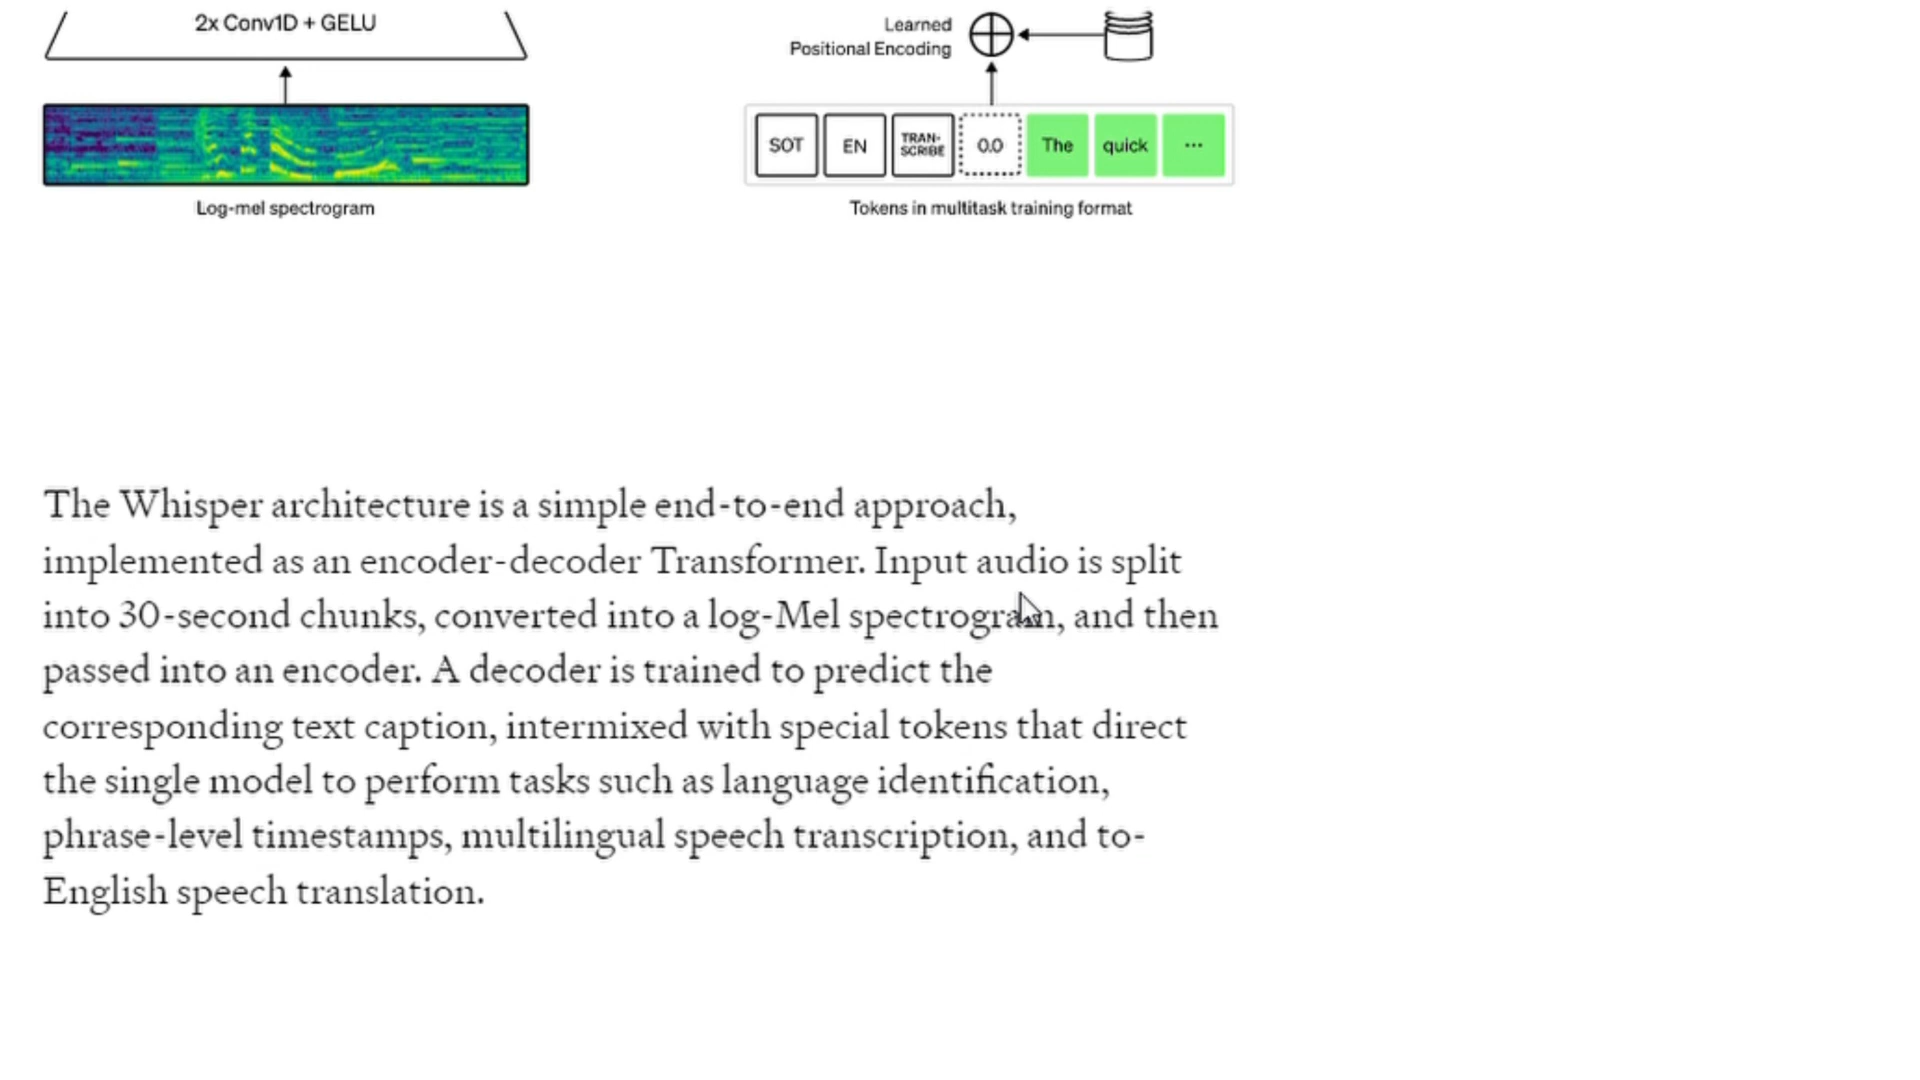 2x Conv1D + GELU
Learned
Positional Encoding
SOT EN TRAN-
SCRIBE 0.0 The quick ...
Log-mel spectrogram
Tokens in multitask training format
The Whisper architecture is a simple end-to-end approach,
implemented as an encoder-decoder Transformer. Input audio is split
into 30-second chunks, converted into a log-Mel spectrogram, and then
passed into an encoder. A decoder is trained to predict the
corresponding text caption, intermixed with special tokens that direct
the single model to perform tasks such as language identification,
phrase-level timestamps, multilingual speech transcription, and to-
English speech translation.